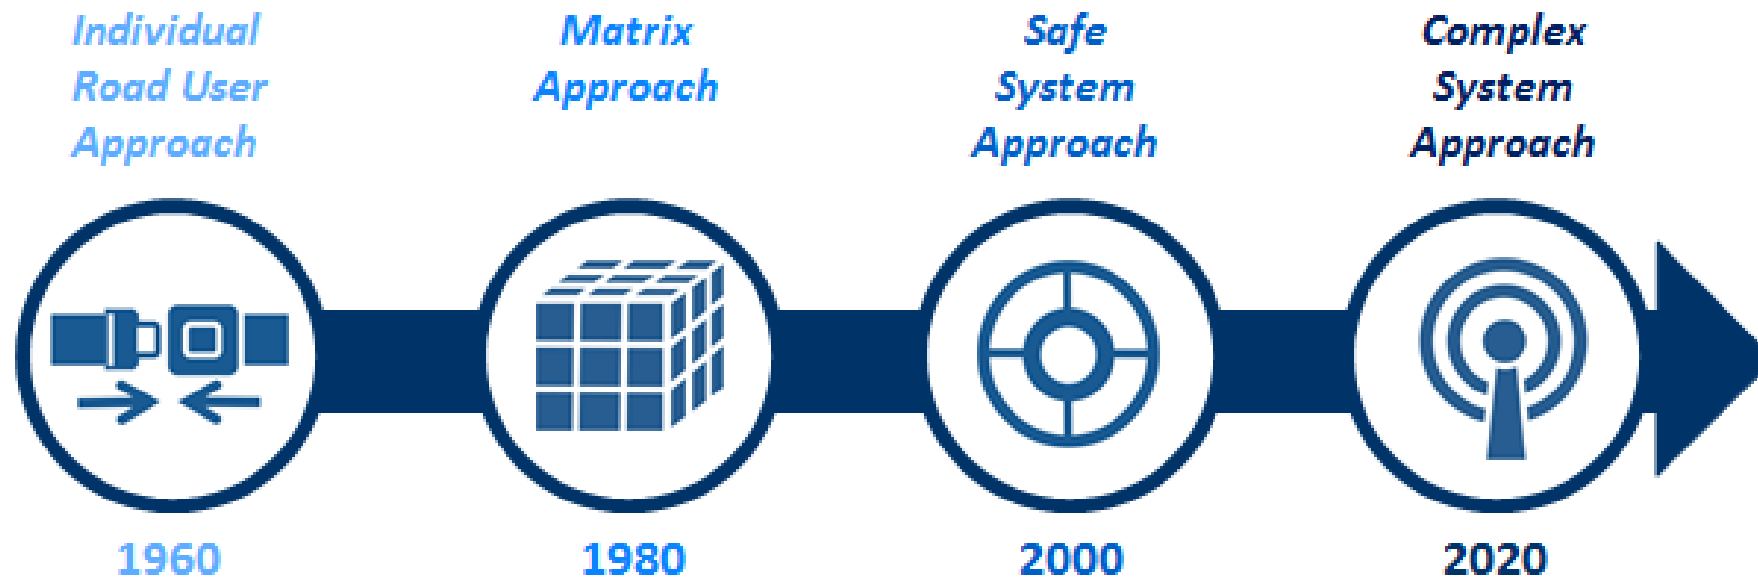 Individual
Road User
Approach
Matrix
Approach
Safe
System
Approach
Complex
System
Approach
1960
1980
2000
2020